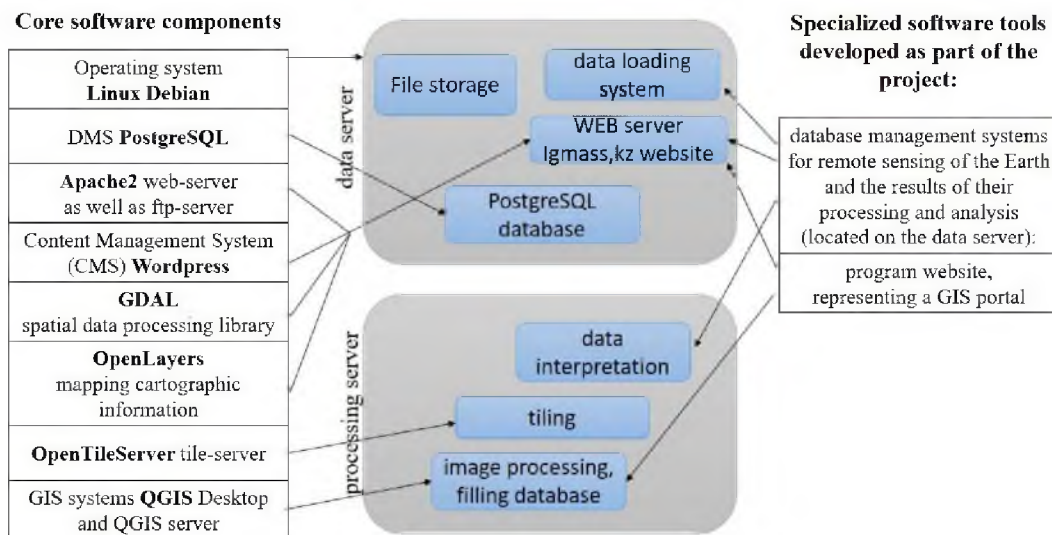 Core software components
Operating system
Linux Debian
DMS PostgreSQL
Apache2 web-server
as well as ftp-server
Content Management System
(CMS) Wordpress
GDAL
spatial data processing library
OpenLayers
mapping cartographic
information
OpenTileServer tile-server
GIS systems QGIS Desktop
and QGIS server
data server
File storage
data loading
system
WEB server
Igmass,kz website
PostgreSQL
database
processing server
data
interpretation
tiling
image processing,
filling database
Specialized software tools
developed as part of the
project:
database management systems
for remote sensing of the Earth
and the results of their
processing and analysis
(located on the data server):
program website,
representing a GIS portal